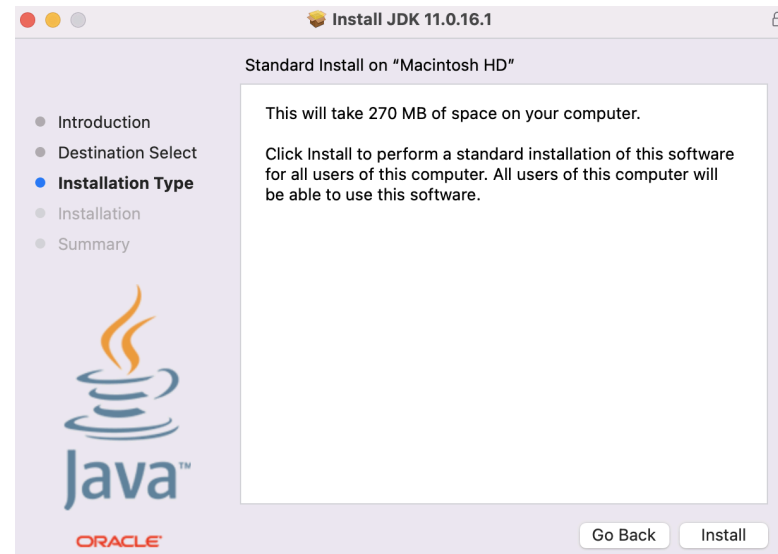 Install JDK 11.0.16.1
Standard Install on “Macintosh HD”
Introduction
Destination Select
Installation Type
Installation
Summary
This will take 270 MB of space on your computer.
Click Install to perform a standard installation of this software
for all users of this computer. All users of this computer will
be able to use this software.
Java™
ORACLE
Go Back
Install